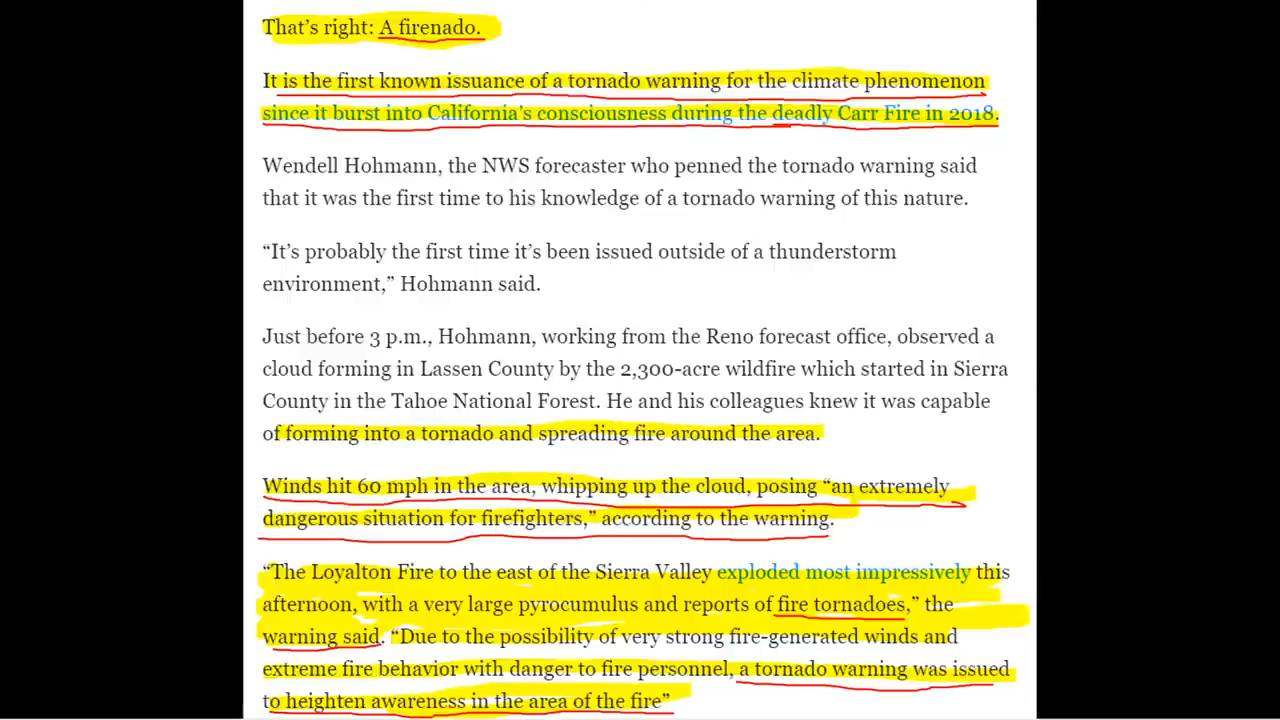 That’s right: A firenado.
It is the first known issuance of a tornado warning for the climate phenomenon
since it burst into California’s consciousness during the deadly Carr Fire in 2018.
Wendell Hohmann, the NWS forecaster who penned the tornado warning said
that it was the first time to his knowledge of a tornado warning of this nature.
“It’s probably the first time it’s been issued outside of a thunderstorm
environment,” Hohmann said.
Just before 3 p.m., Hohmann, working from the Reno forecast office, observed a
cloud forming in Lassen County by the 2,300-acre wildfire which started in Sierra
County in the Tahoe National Forest. He and his colleagues knew it was capable
of forming into a tornado and spreading fire around the area.
Winds hit 60 mph in the area, whipping up the cloud, posing “an extremely
dangerous situation for firefighters,” according to the warning.
“The Loyalton Fire to the east of the Sierra Valley exploded most impressively this
afternoon, with a very large pyrocumulus and reports of fire tornadoes,” the
warning said. “Due to the possibility of very strong fire-generated winds and
extreme fire behavior with danger to fire personnel, a tornado warning was issued
to heighten awareness in the area of the fire”